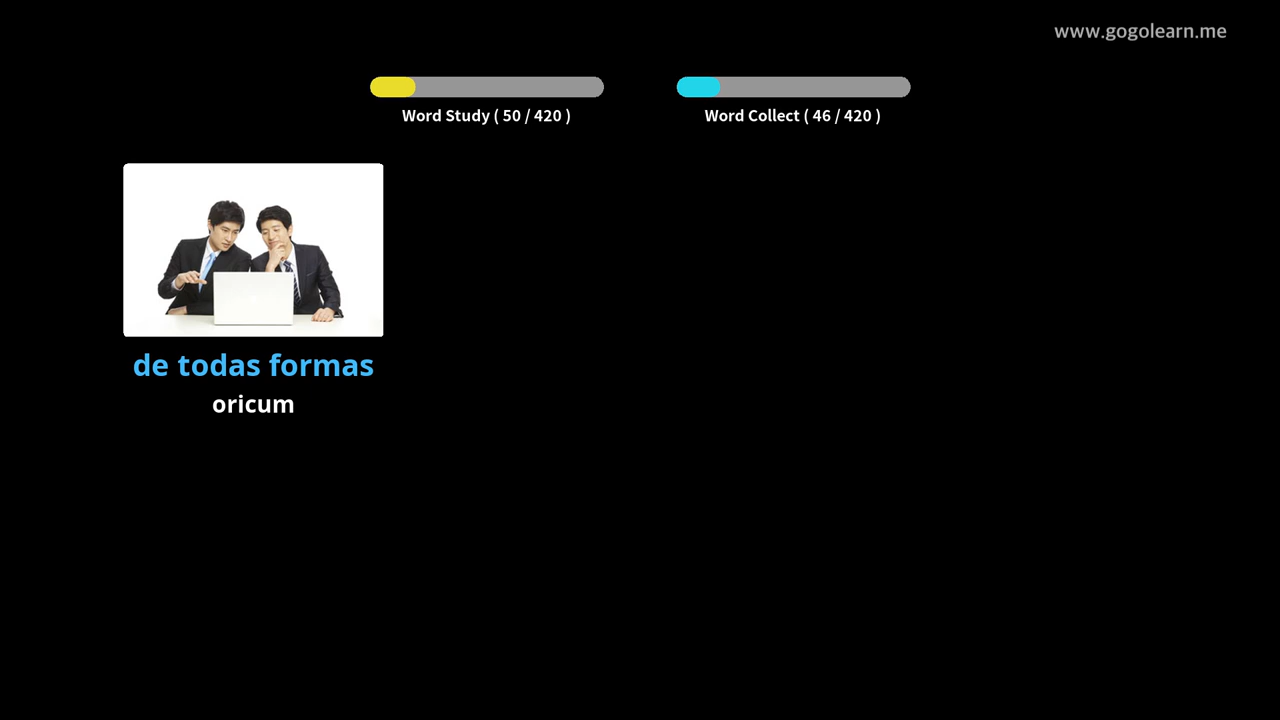 www.gogolearn.me
Word Study ( 50 / 420 )
Word Collect ( 46 / 420 )
de todas formas
oricum